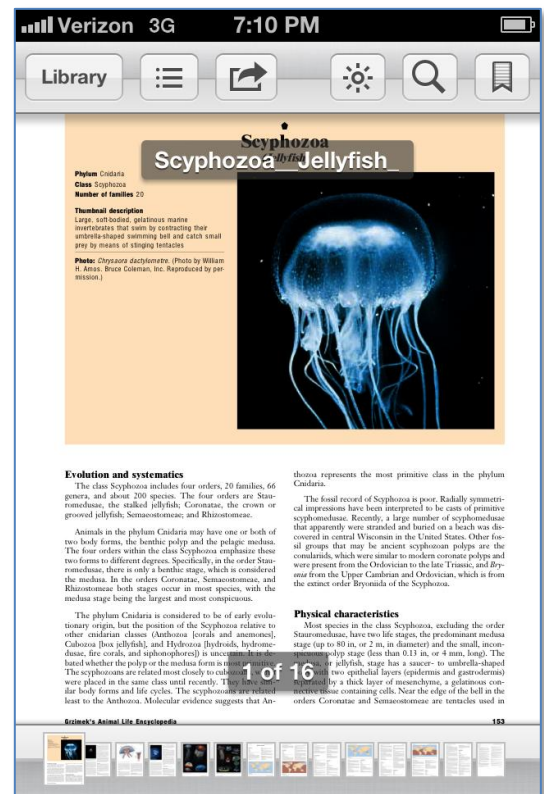 Verizon 3G 7:10 PM
Library
Scyphozoa
Jellyfish
Scyphozoa__Jellyfish_
Phylum Cnidaria
Class Scyphozoa
Number of families 20
Thumbnail description
Large, soft-bodied, gelatinous marine
invertebrates that swim by contracting their
umbrella-shaped swimming bell and catch small
prey by means of stinging tentacles
Photo: Chrysaora dactylometra. (Photo by William
H. Amos. Bruce Coleman, Inc. Reproduced by per-
mission.)
Evolution and systematics
The class Scyphozoa includes four orders, 20 families, 66
genera, and about 200 species. The four orders are Stau-
romedusae, the stalked jellyfish; Coronatae, the crown or
grooved jellyfish; Semaeostomeae; and Rhizostomeae.
Animals in the phylum Cnidaria may have one or both of
two body forms, the benthic polyp and the pelagic medusa.
The four orders within the class Scyphozoa emphasize these
two forms to different degrees. Specifically, in the order Stau-
romedusae, there is only a benthic stage, which is considered
the medusa. In the orders Coronatae, Semaeostomeae, and
Rhizostomeae both stages occur in most species, with the
medusa stage being the largest and most conspicuous.
The phylum Cnidaria is considered to be of early evolu-
tionary origin, but the position of the Scyphozoa relative to
other cnidarian classes (Anthozoa [corals and anemones],
Cubozoa [box jellyfish], and Hydrozoa [hydroids, hydrome-
dusae, fire corals, and siphonophores]) is uncertain. It is de-
bated whether the polyp or the medusa form is most
The scyphozoans are related most closely to
were placed in the same class until recently. They have
ilar body forms and life cycles. The scyphozoans are related
least to the Anthozoa. Molecular evidence suggests that An-
thozoa represents the most primitive class in the phylum
Cnidaria.
The fossil record of Scyphozoa is poor. Radially symmetri-
cal impressions have been interpreted to be casts of primitive
scyphomedusae. Recently, a large number of scyphomedusae
that apparently were stranded and buried on a beach was dis-
covered in central Wisconsin in the United States. Other fos-
sil groups that may be ancient scyphozoan polyps are the
conulariids, which were similar to modern coronate polyps and
were present from the Ordovician to the late Triassic, and Bry-
onia from the Upper Cambrian and Ordovician, which is from
the extinct order Bryoniida of the Scyphozoa.
Physical characteristics
Most species in the class Scyphozoa, excluding the order
Stauromedusae, have two life stages, the predominant medusa
stage (up to 80 in, or 2 m, in diameter) and the small, incon-
polyp stage (less than 0.13 in, or 4 mm, long). The
or jellyfish, stage has a saucer- to umbrella-shaped
with two epithelial layers (epidermis and gastrodermis)
by a thick layer of mesenchyme, a gelatinous con-
nective tissue containing cells. Near the edge of the bell in the
orders Coronatae and Semaeostomeae are tentacles used in
1 of 16
Grzimek's Animal Life Encyclopedia 153